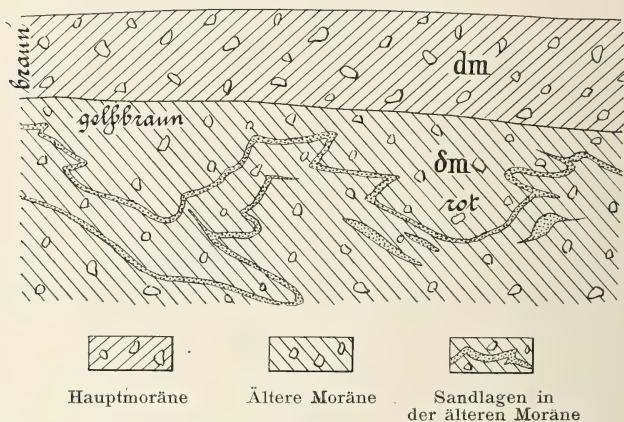 braun
dm
gelbbraun
δm
rot
Hauptmoräne
Ältere Moräne
Sandlagen in
der älteren Moräne